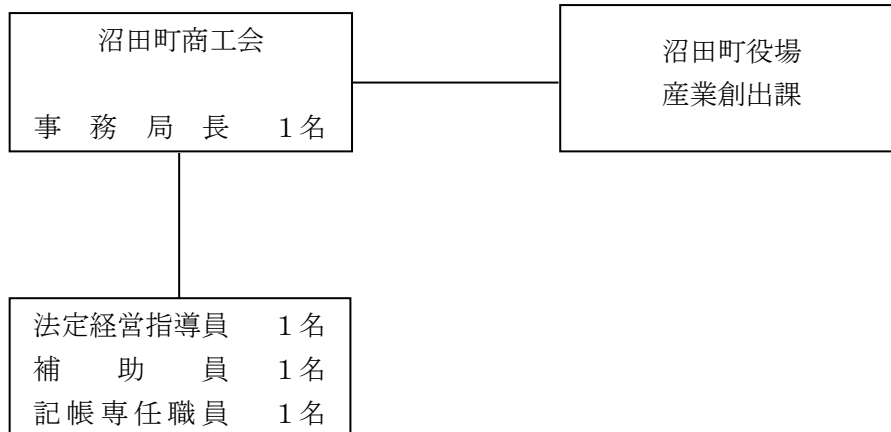 沼田町商工会
事務局長　１名
沼田町役場
産業創出課
法定経営指導員　１名
補助員　１名
記帳専任職員　１名